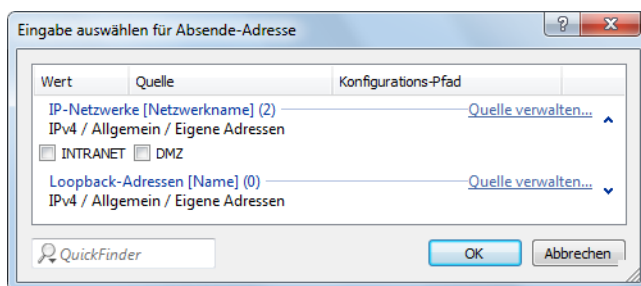 Eingabe auswählen für Absende-Adresse
Wert Quelle Konfigurations-Pfad
IP-Netzwerke [Netzwerkname] (2) Quelle verwalten...
IPv4 / Allgemein / Eigene Adressen
INTRANET DMZ
Loopback-Adressen [Name] (0) Quelle verwalten...
IPv4 / Allgemein / Eigene Adressen
QuickFinder OK Abbrechen